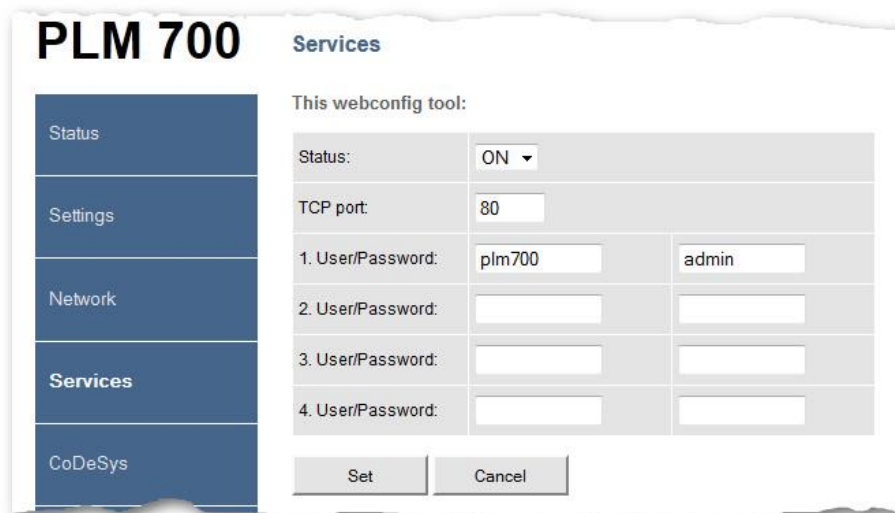 PLM 700
Status
Settings
Network
Services
CoDeSys
Services
This webconfig tool:
Status: ON
TCP port: 80
1. User/Password: plm700 admin
2. User/Password:
3. User/Password:
4. User/Password:
Set Cancel